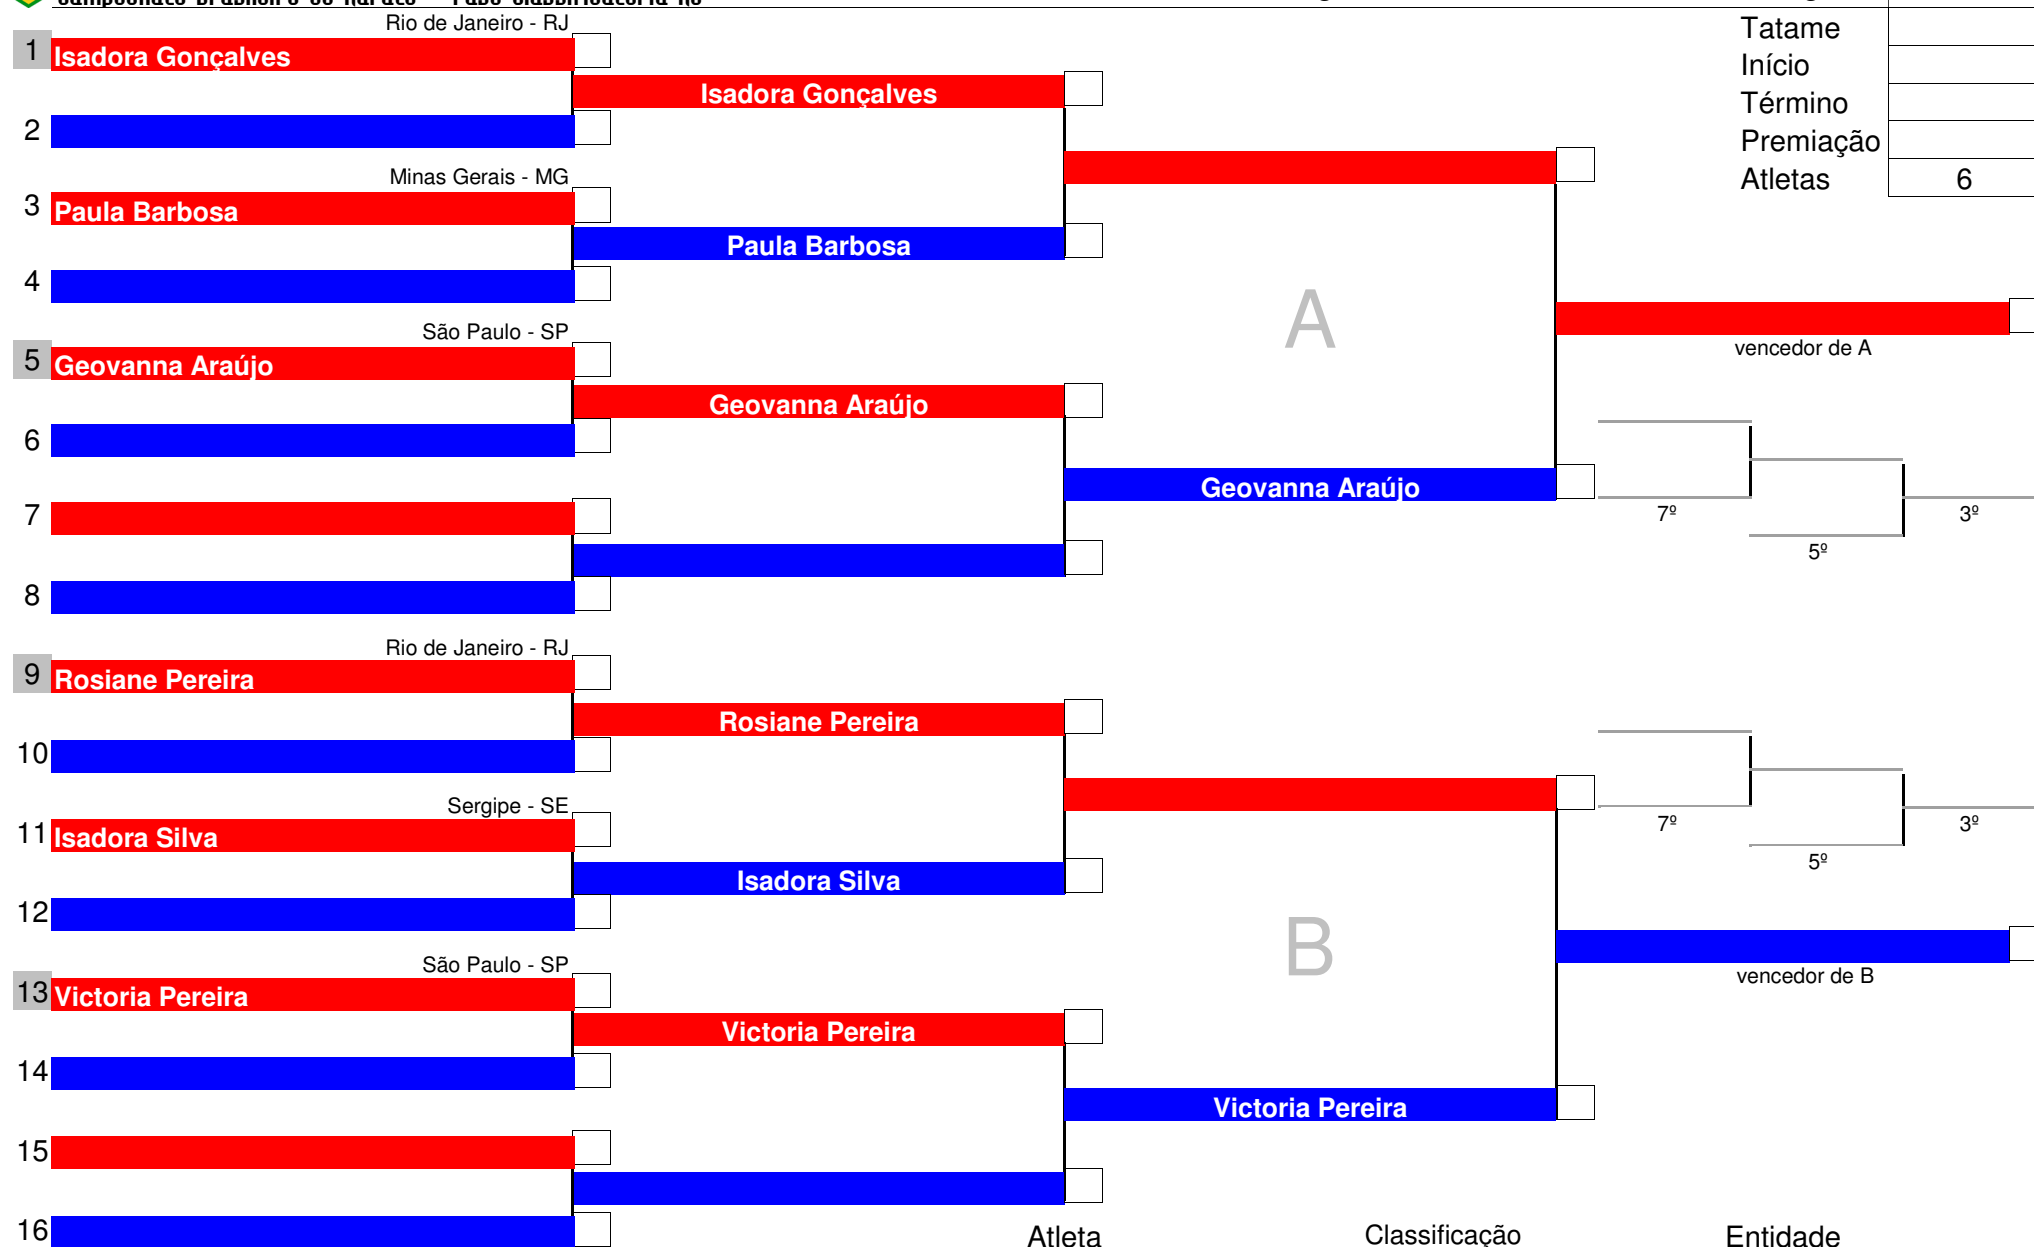 Rio de Janeiro - RJ
Tatame
1 Isadora Gonçalves
Início
Isadora Gonçalves
Término
2
Premiação
Minas Gerais - MG
Atletas 6
3 Paula Barbosa
Paula Barbosa
4
A
São Paulo - SP
vencedor de A
5 Geovanna Araújo
Geovanna Araújo
6
Geovanna Araújo
7
7º 3º
5º
8
Rio de Janeiro - RJ
9 Rosiane Pereira
Rosiane Pereira
10
Sergipe - SE
7º 3º
11 Isadora Silva
5º
Isadora Silva
12
B
São Paulo - SP
vencedor de B
13 Victoria Pereira
Victoria Pereira
14
Victoria Pereira
15
16
Atleta Classificação Entidade